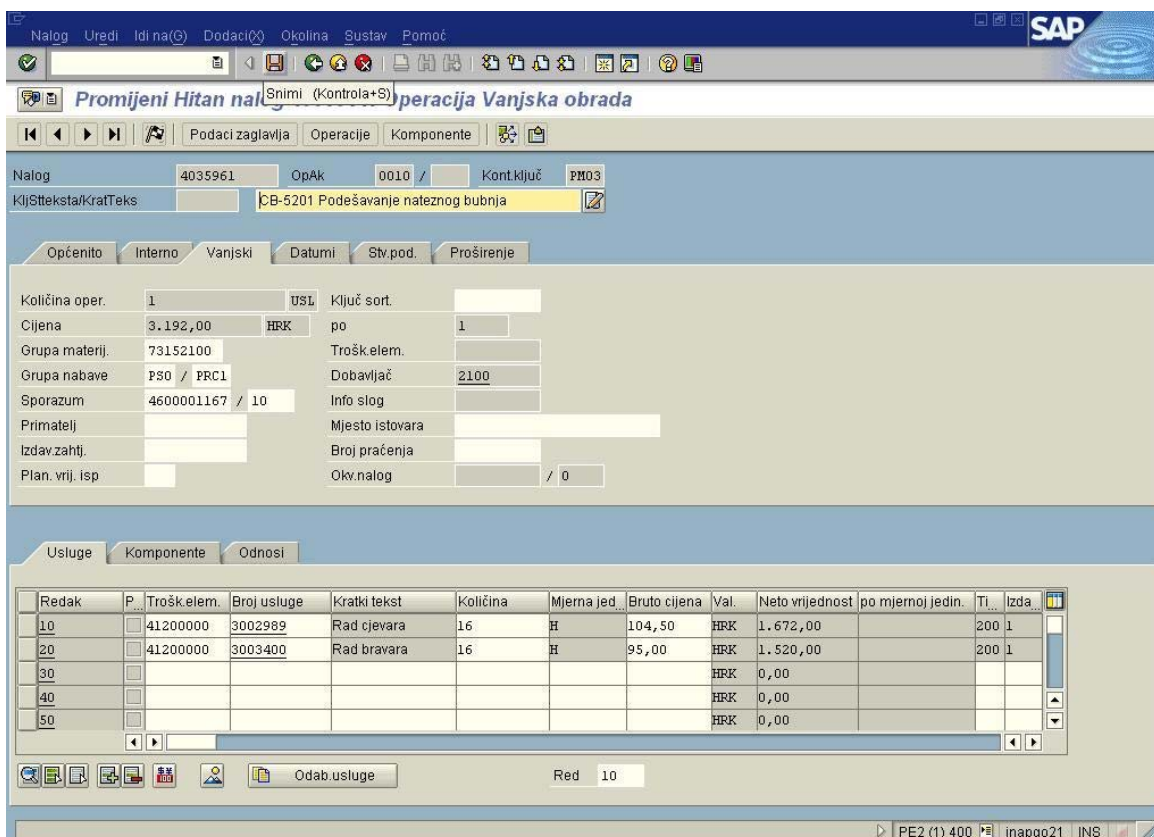 Nalog Uredi Idi na(G) Dodaci(X) Okolina Sustav Pomoć
SAP
Snimi (Kontrola+S)
Promijeni Hitan nal Operacija Vanjska obrada
Podaci zaglavlja Operacije Komponente
Nalog 4035961 OpAk 0010 / Kont.ključ PM03
KljStteksta/KratTeks CB-5201 Podešavanje nateznog bubnja
Općenito Interno Vanjski Datumi Stv.pod. Proširenje
Količina oper. 1 USL Ključ sort.
Cijena 3.192,00 HRK po 1
Grupa materij. 73152100 Trošk.elem.
Grupa nabave PS0 / PRC1 Dobavljač 2100
Sporazum 4600001167 / 10 Info slog
Primatelj Mjesto istovara
Izdav.zahtj. Broj praćenja
Plan. vrij. isp Okv.nalog / 0
Usluge Komponente Odnosi
Redak P... Trošk.elem. Broj usluge Kratki tekst Količina Mjerna jed... Bruto cijena Val. Neto vrijednost po mjernoj jedin. Ti... Izda...
10 41200000 3002989 Rad cjevara 16 H 104,50 HRK 1.672,00 200 1
20 41200000 3003400 Rad bravara 16 H 95,00 HRK 1.520,00 200 1
30 HRK 0,00
40 HRK 0,00
50 HRK 0,00
Odab.usluge Red 10
PE2 (1) 400 inapgo21 INS